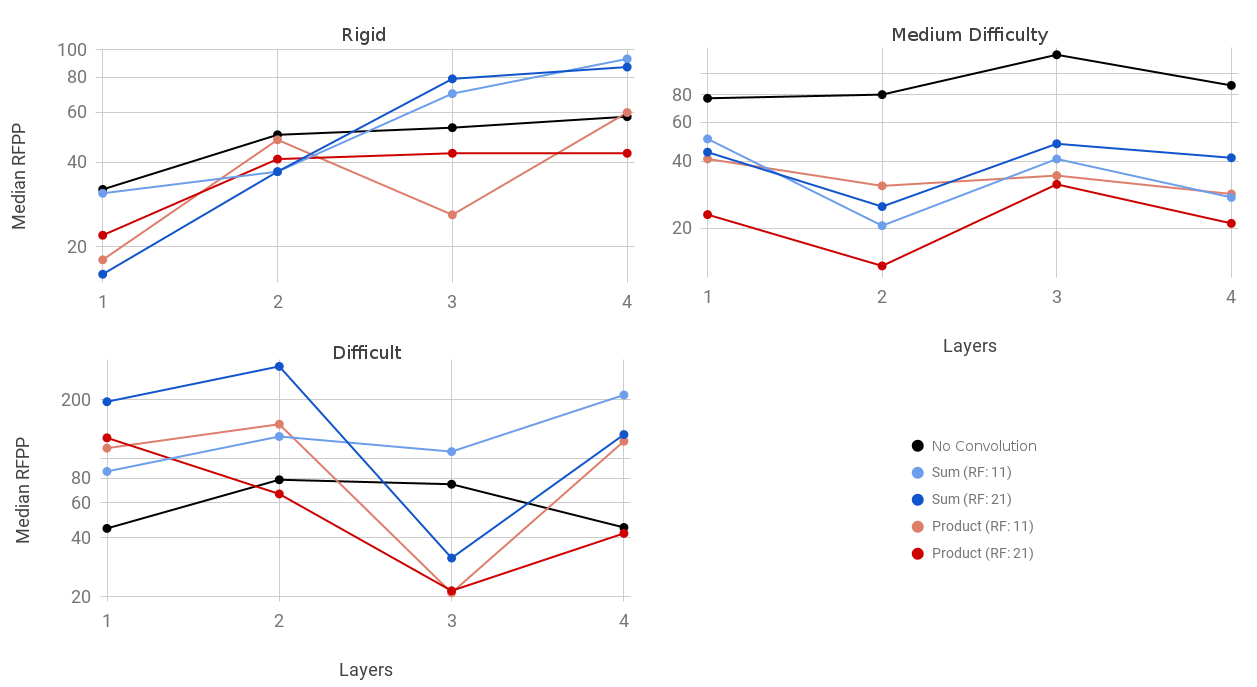 Rigid
Median RFPP
100
80
60
40
20
1 2 3 4
Medium Difficulty
80
60
40
20
1 2 3 4
Layers
Difficult
Median RFPP
200
80
60
40
20
1 2 3 4
Layers
No Convolution
Sum (RF: 11)
Sum (RF: 21)
Product (RF: 11)
Product (RF: 21)